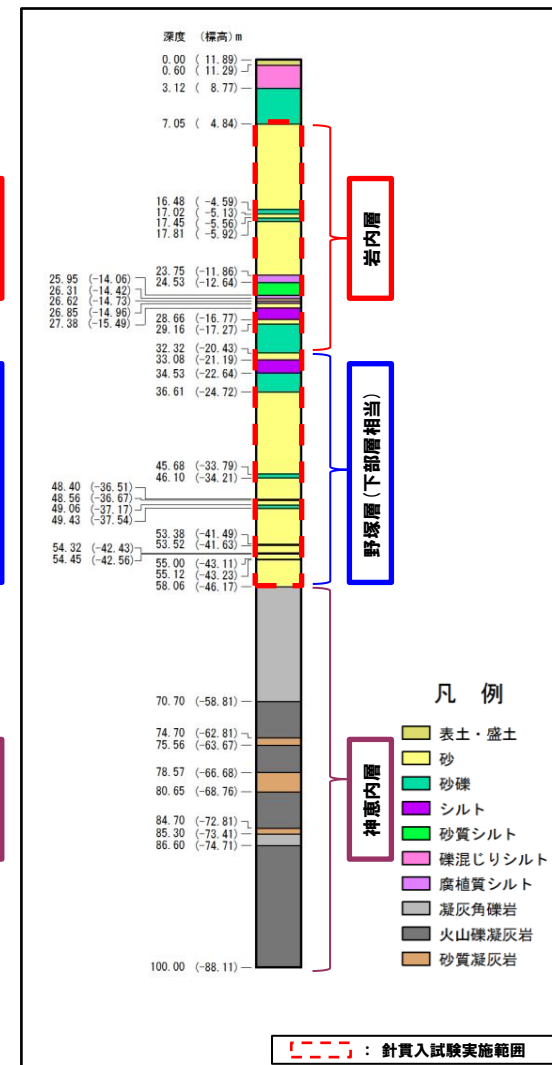 深度 (標高)m
0.00 ( 11.89)
0.60 ( 11.29)
3.12 ( 8.77)
7.05 ( 4.84)
16.48 ( -4.59)
17.02 ( -5.13)
17.45 ( -5.56)
17.81 ( -5.92)
23.75 (-11.86)
24.53 (-12.64)
25.95 (-14.06)
26.31 (-14.42)
26.62 (-14.73)
26.85 (-14.96)
27.38 (-15.49)
28.66 (-16.77)
29.16 (-17.27)
32.32 (-20.43)
33.08 (-21.19)
34.53 (-22.64)
36.61 (-24.72)
45.68 (-33.79)
46.10 (-34.21)
48.40 (-36.51)
48.56 (-36.67)
49.06 (-37.17)
49.43 (-37.54)
53.38 (-41.49)
53.52 (-41.63)
54.32 (-42.43)
54.45 (-42.56)
55.00 (-43.11)
55.12 (-43.23)
58.06 (-46.17)
70.70 (-58.81)
74.70 (-62.81)
75.56 (-63.67)
78.57 (-66.68)
80.65 (-68.76)
84.70 (-72.81)
85.30 (-73.41)
86.60 (-74.71)
100.00 (-88.11)
岩内層
野塚層(下部層相当)
神恵内層
凡 例
表土・盛土
砂
砂礫
シルト
砂質シルト
礫混じりシルト
腐植質シルト
凝灰角礫岩
火山礫凝灰岩
砂質凝灰岩
: 針貫入試験実施範囲